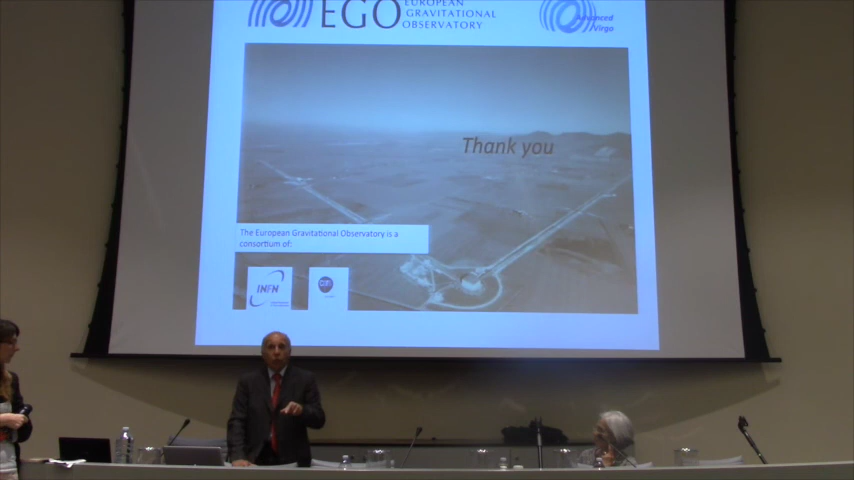 EGO
EUROPEAN
GRAVITATIONAL
OBSERVATORY
Advanced
Virgo
Thank you
The European Gravitational Observatory is a
consortium of:
INFN